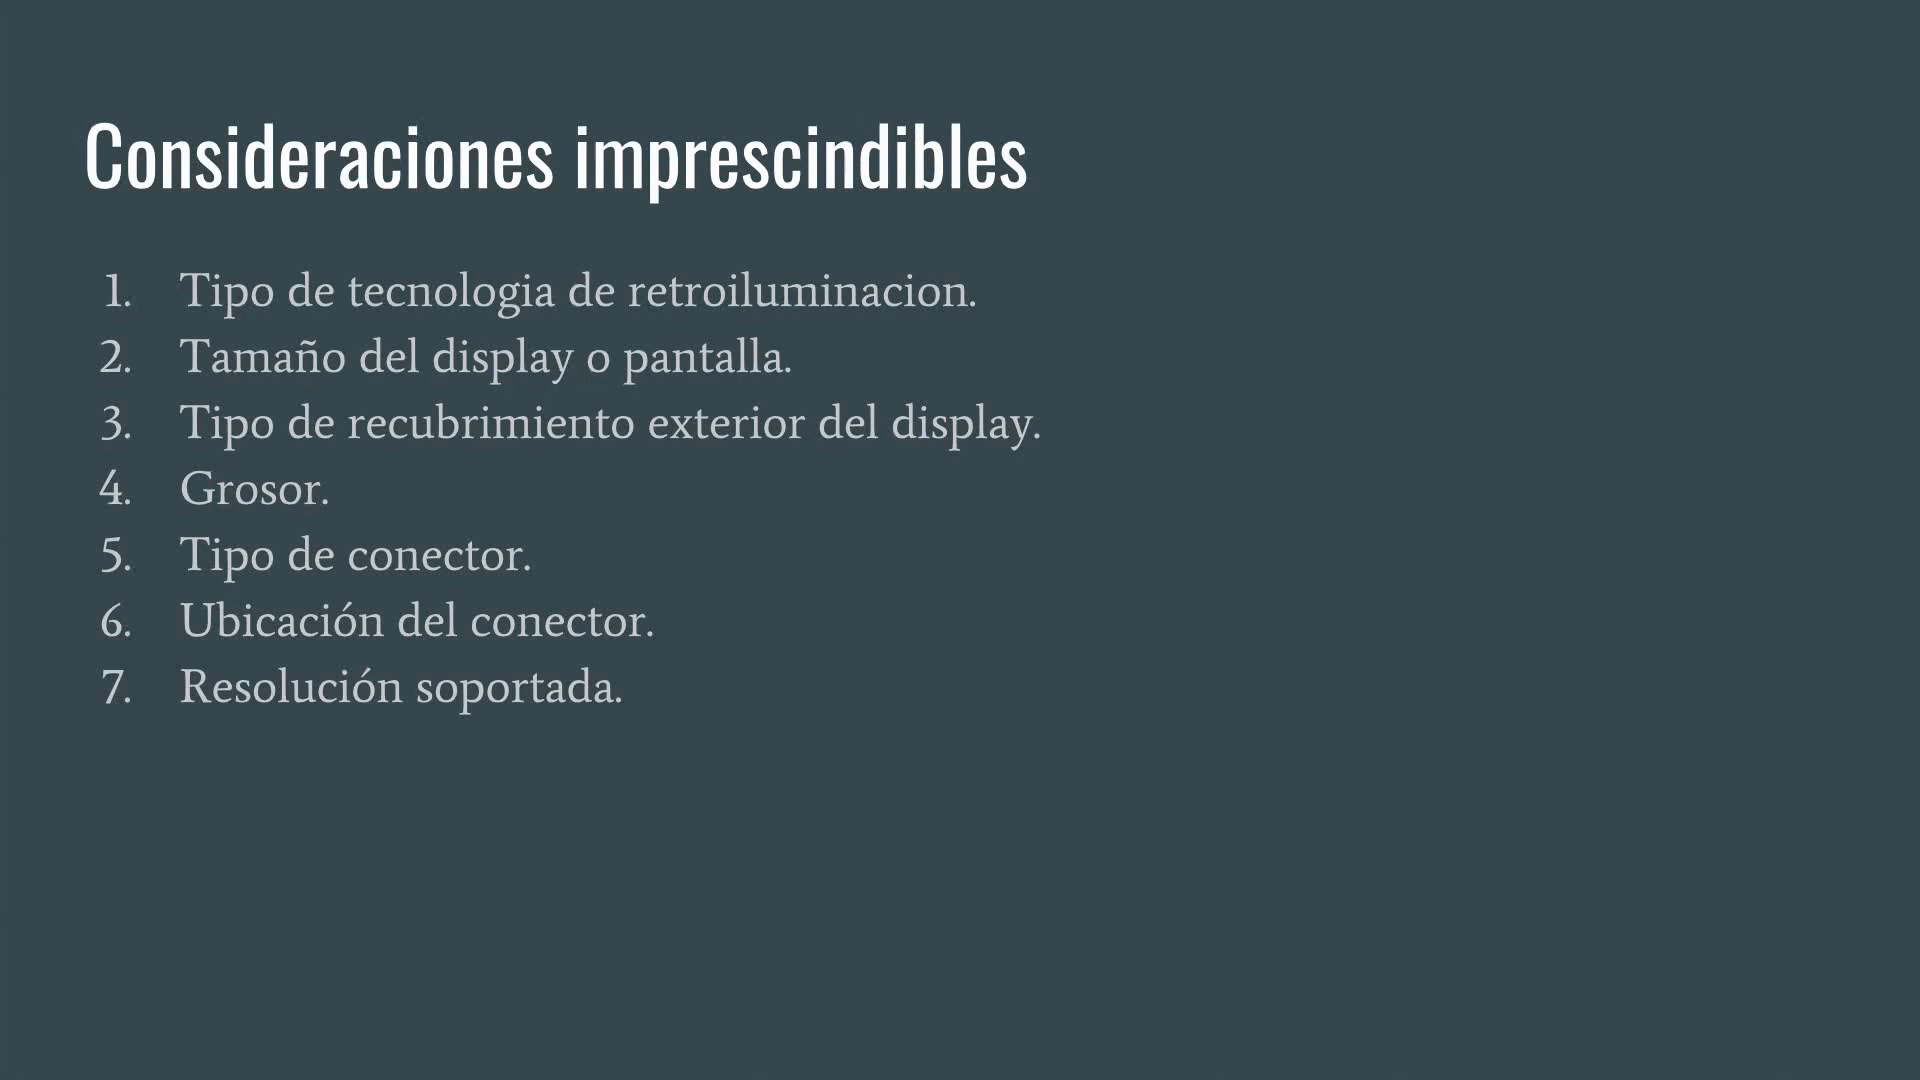 Consideraciones imprescindibles
1. Tipo de tecnologia de retroiluminacion.
2. Tamaño del display o pantalla.
3. Tipo de recubrimiento exterior del display.
4. Grosor.
5. Tipo de conector.
6. Ubicación del conector.
7. Resolución soportada.